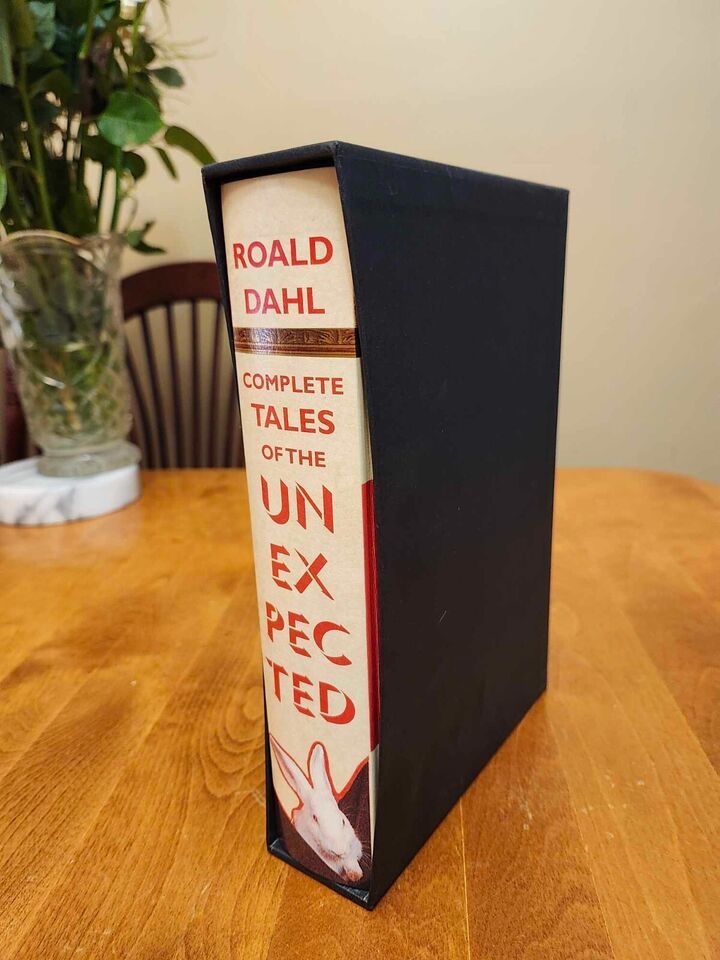 ROALD
DAHL
COMPLETE
TALES
OF THE
UN
EX
PEC
TED